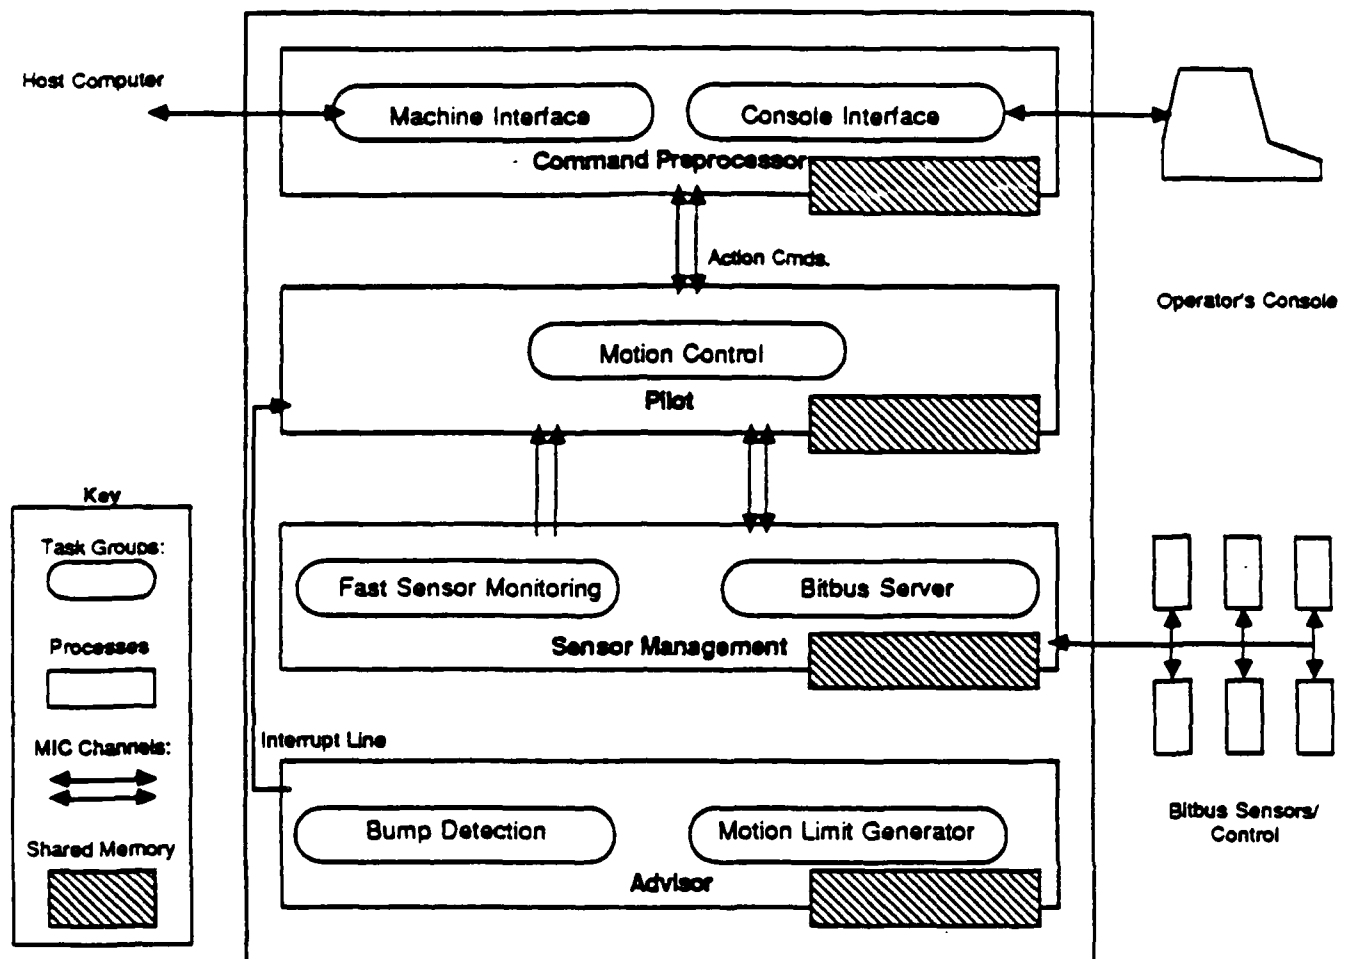 Host Computer
Machine Interface
Console Interface
Command Preprocessor
Action Cmds.
Operator's Console
Motion Control
Pilot
Key
Task Groups:
Processes
MIC Channels:
Shared Memory
Fast Sensor Monitoring
Bitbus Server
Sensor Management
Interrupt Line
Bump Detection
Motion Limit Generator
Advisor
Bitbus Sensors/
Control